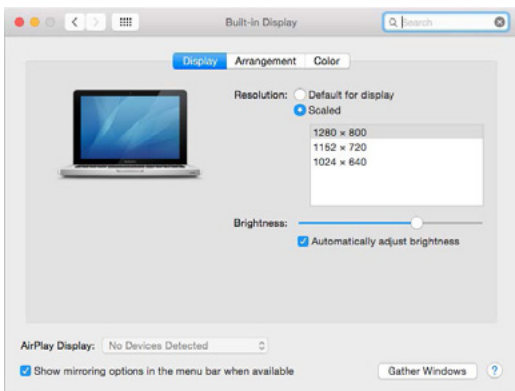 Built-in Display
Search
Display Arrangement Color
Resolution: Default for display
Scaled
1280 × 800
1152 × 720
1024 × 640
Brightness:
Automatically adjust brightness
AirPlay Display: No Devices Detected
Show mirroring options in the menu bar when available
Gather Windows ?